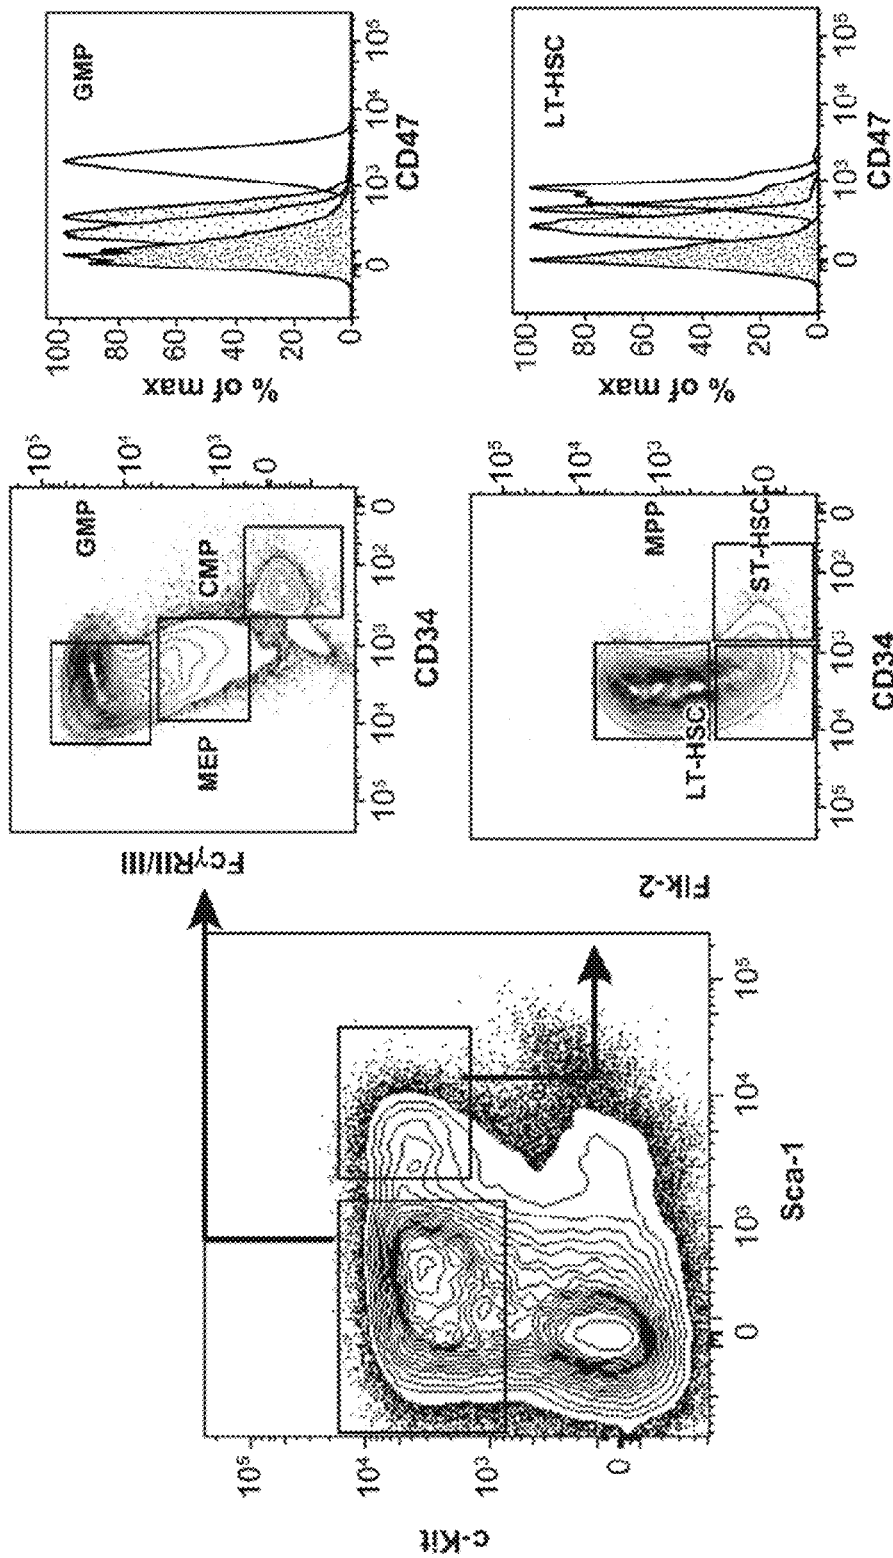 10⁵
10⁴
10³
0
c-Kit
0
10³
10⁴
10⁵
Sca-1
FcγRII/III
10⁵
10⁴
10³
0
GMP
CMP
MEP
10⁵
10⁴
10³
10²
0
CD34
Flk-2
10⁵
10⁴
10³
0
MPP
ST-HSC
LT-HSC
10⁵
10⁴
10³
10²
0
CD34
% of max
100
80
60
40
20
0
GMP
0
10³
10⁴
10⁵
CD47
% of max
100
80
60
40
20
0
LT-HSC
0
10³
10⁴
10⁵
CD47